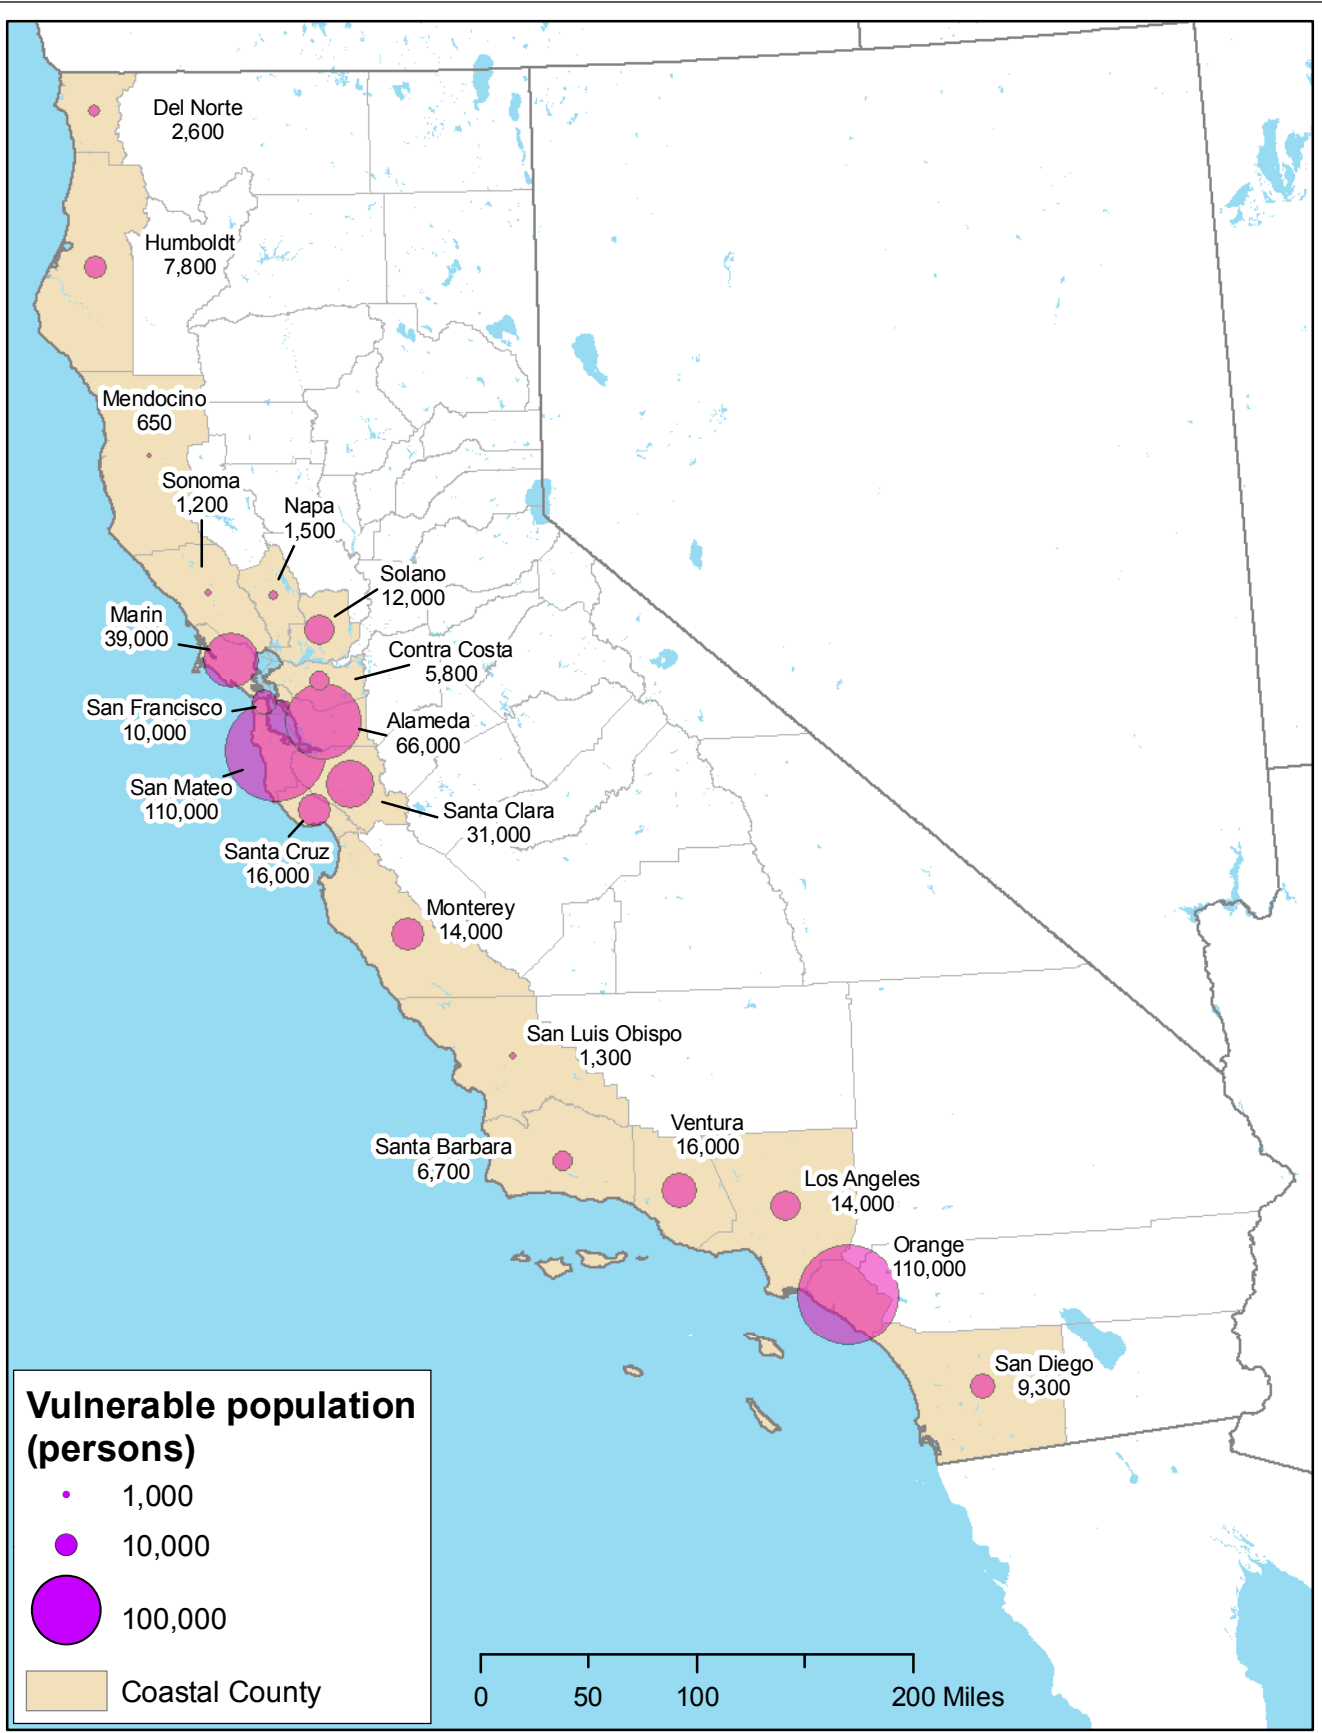 Del Norte
2,600
Humboldt
7,800
Mendocino
650
Sonoma
1,200
Napa
1,500
Solano
12,000
Marin
39,000
Contra Costa
5,800
San Francisco
10,000
Alameda
66,000
San Mateo
110,000
Santa Clara
31,000
Santa Cruz
16,000
Monterey
14,000
San Luis Obispo
1,300
Ventura
16,000
Santa Barbara
6,700
Los Angeles
14,000
Orange
110,000
San Diego
9,300
Vulnerable population
(persons)
1,000
10,000
100,000
Coastal County
0 50 100 200 Miles